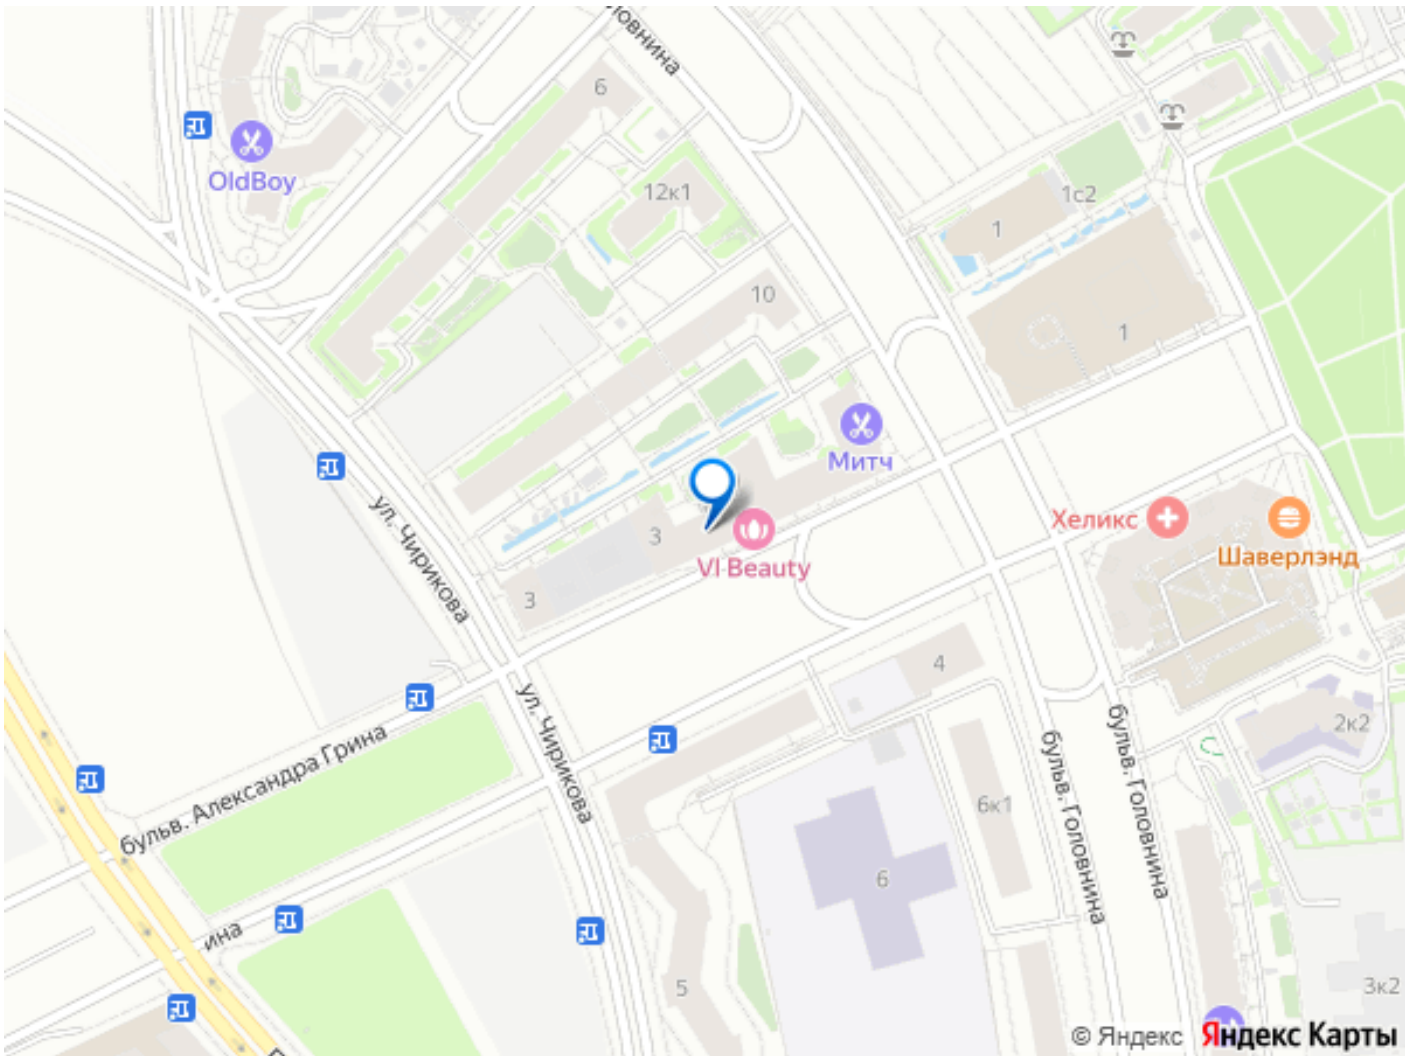 ловнина
6
OldBoy
12к1
1с2
1
10
1
Митч
ул. Чирикова
3
VI Beauty
3
Хеликс
Шаверлэнд
4
ул. Чирикова
бульв. Александра Грина
бульв. Головнина
бульв. Головнина
2к2
6к1
6
ина
5
3к2
© Яндекс Яндекс Карты